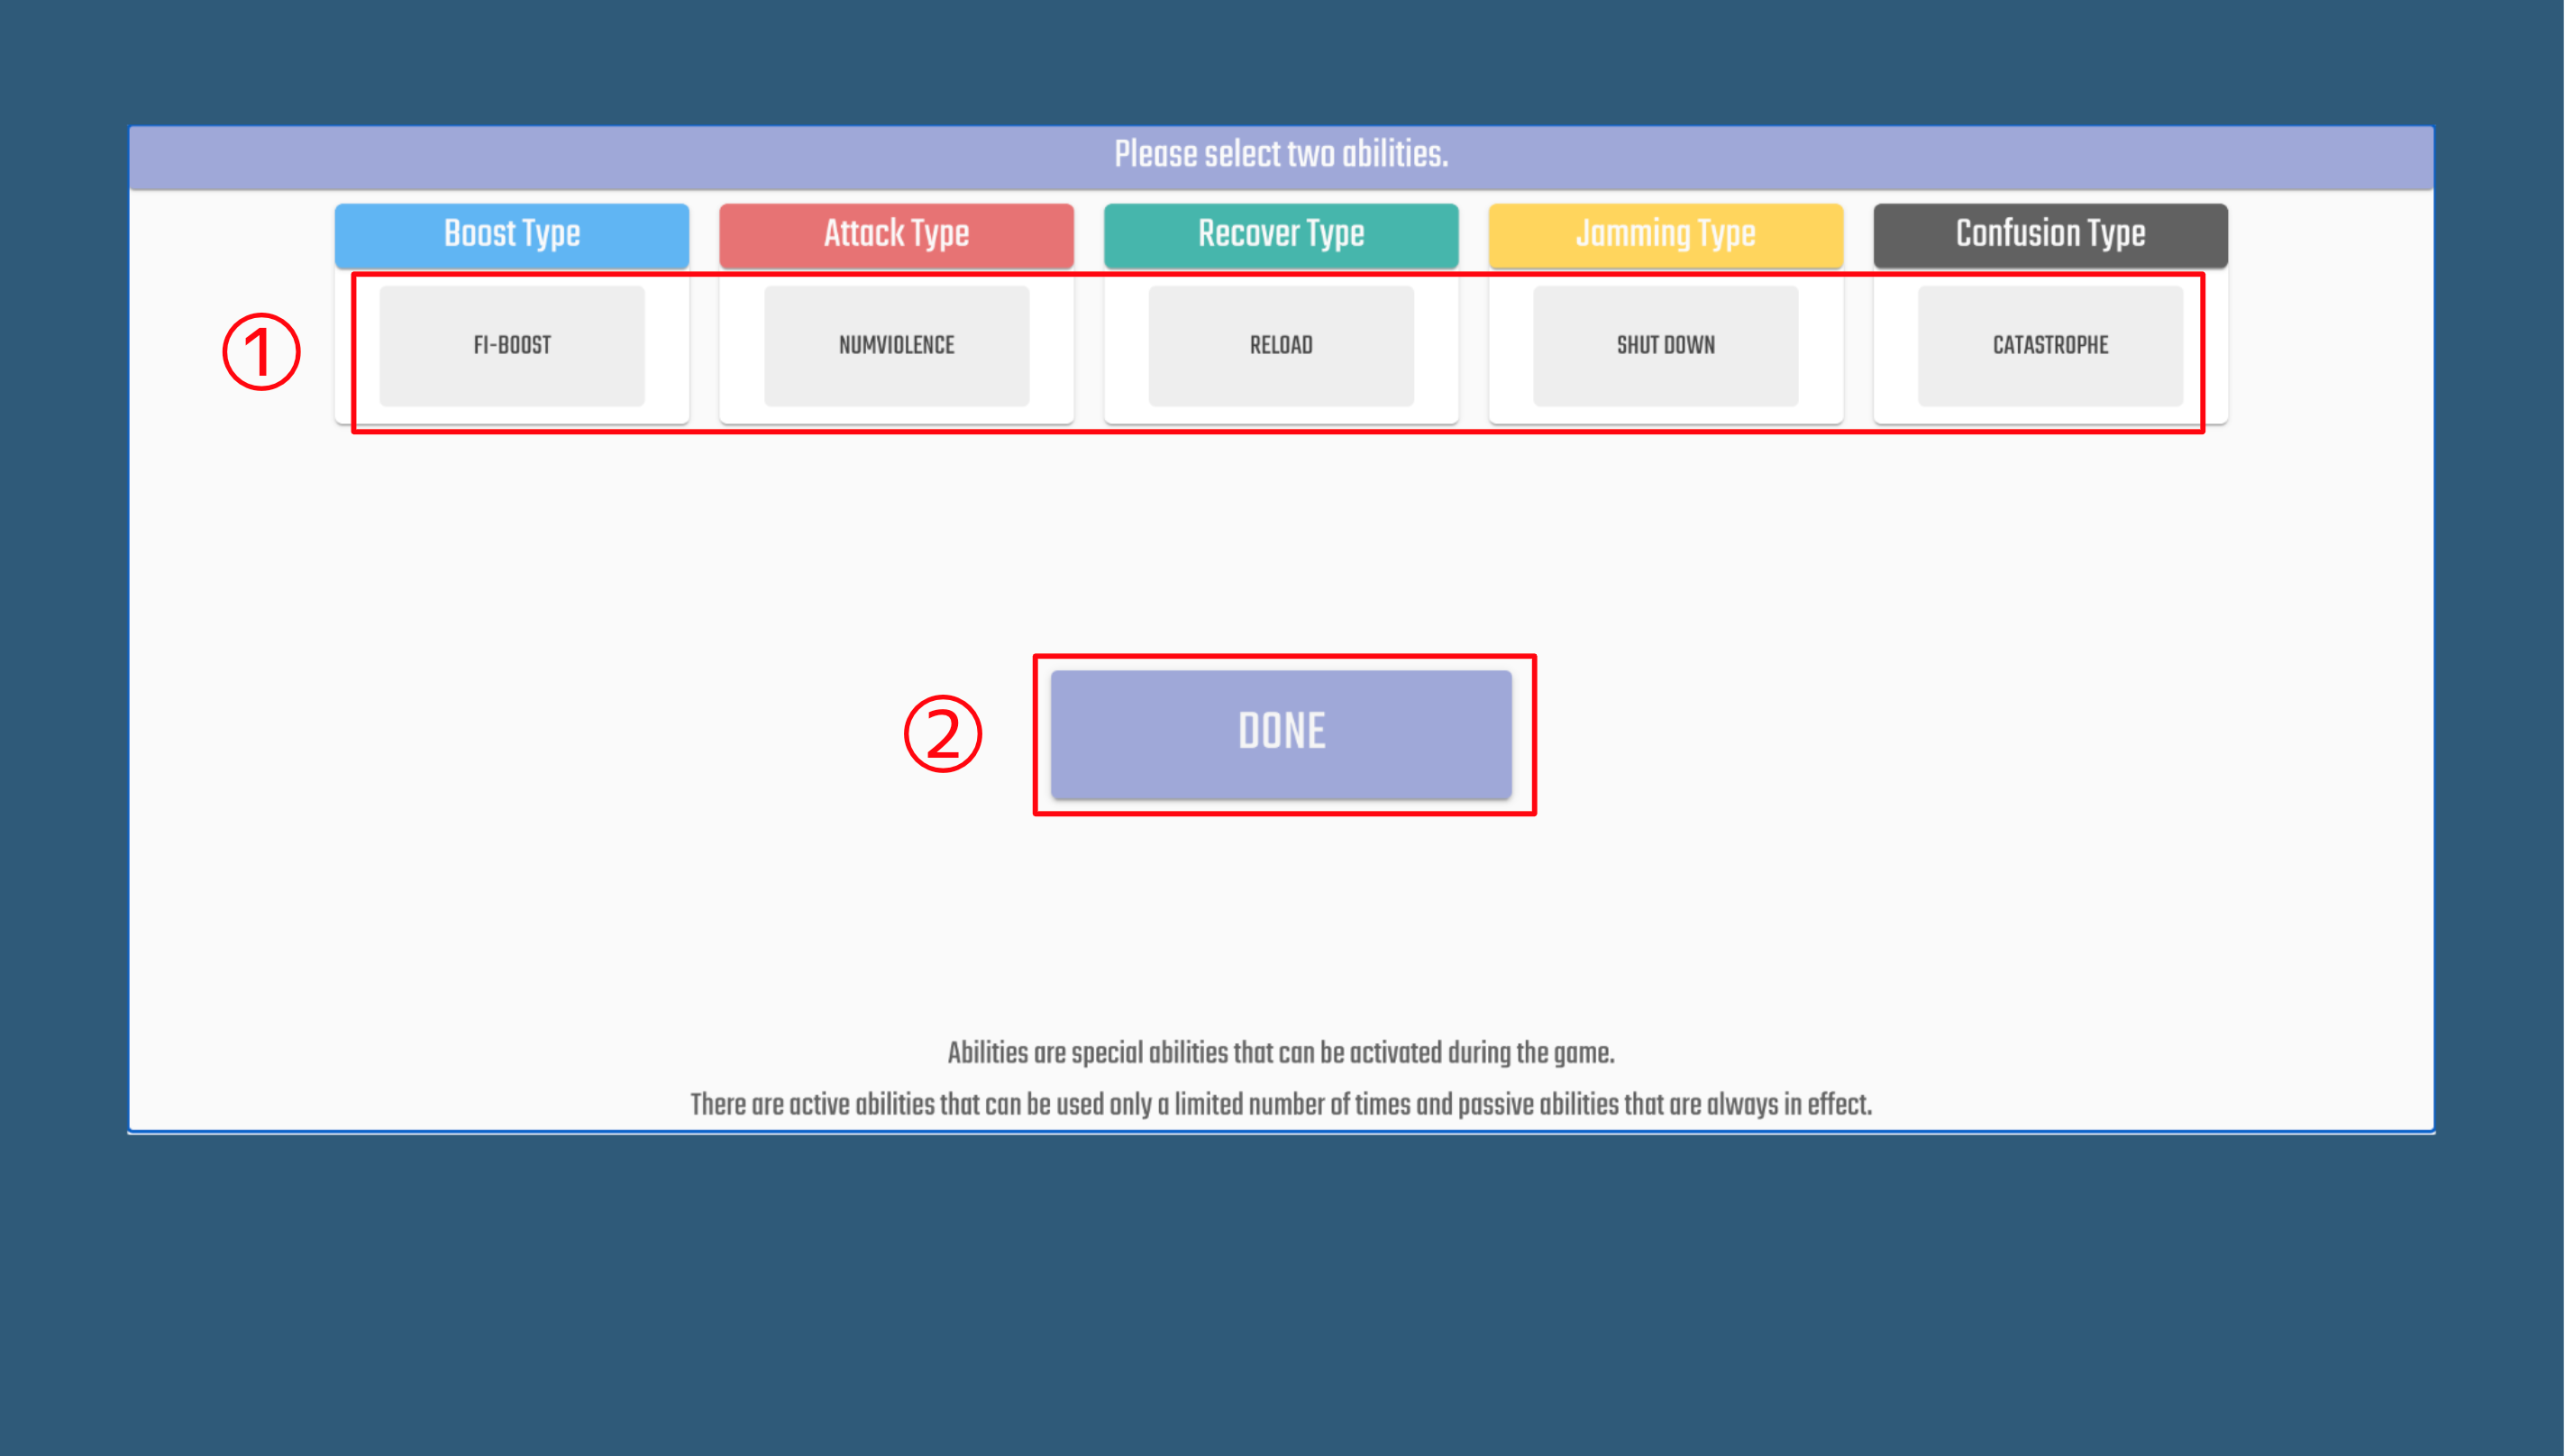 Please select two abilities.
Boost Type
Attack Type
Recover Type
Jamming Type
Confusion Type
①
FI-BOOST
NUMVIOLENCE
RELOAD
SHUT DOWN
CATASTROPHE
②
DONE
Abilities are special abilities that can be activated during the game.
There are active abilities that can be used only a limited number of times and passive abilities that are always in effect.